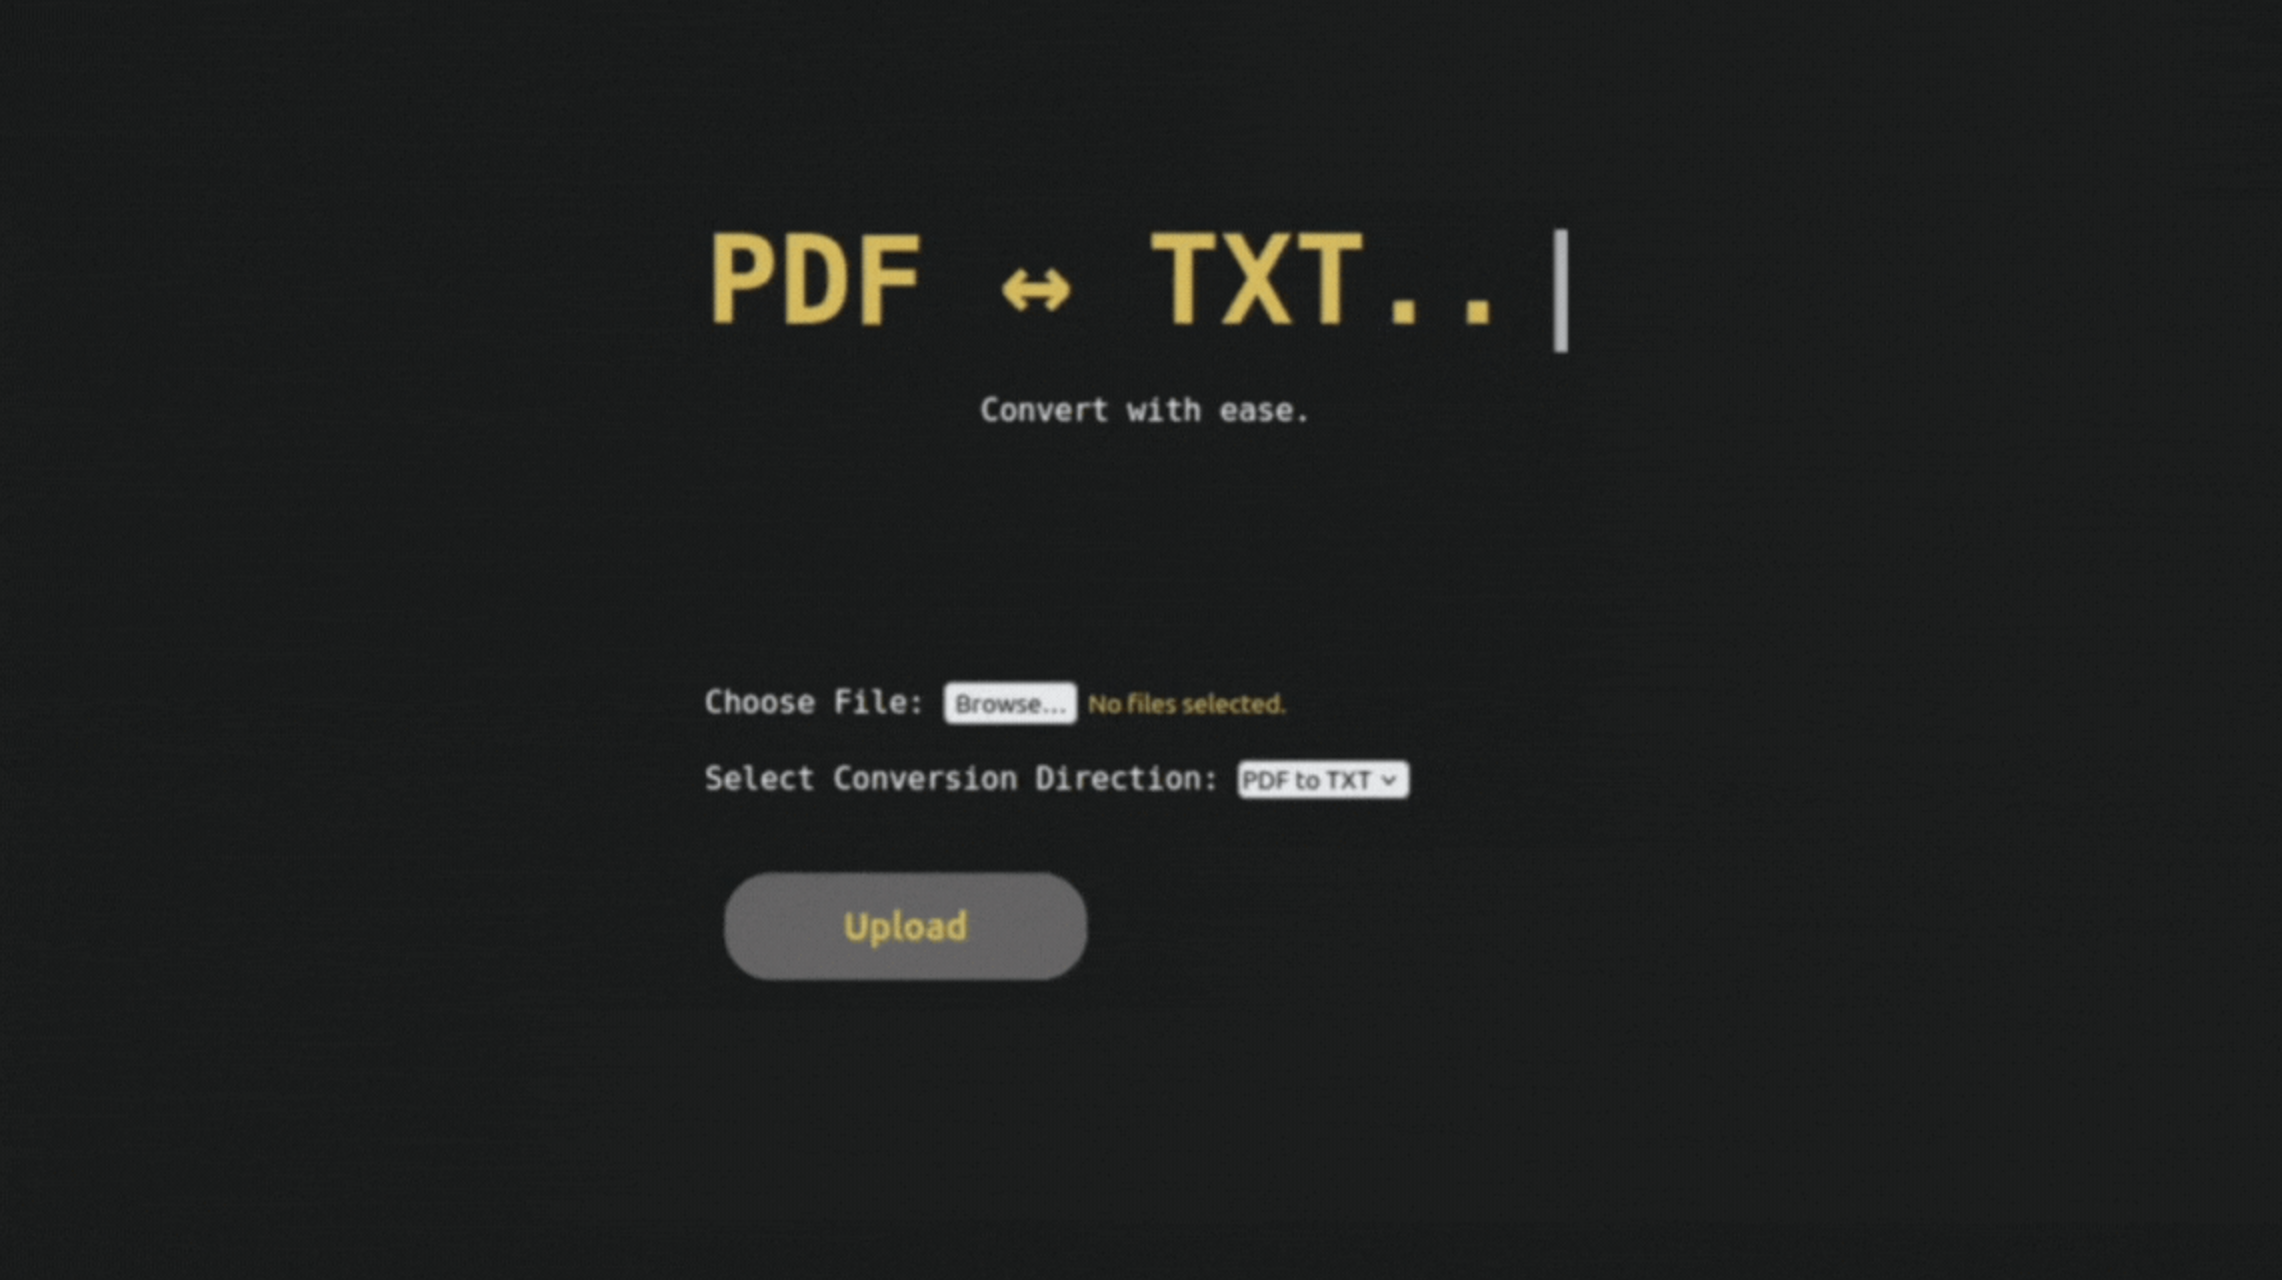 PDF ↔ TXT..
Convert with ease.
Choose File: Browse... No files selected.
Select Conversion Direction: PDF to TXT
Upload